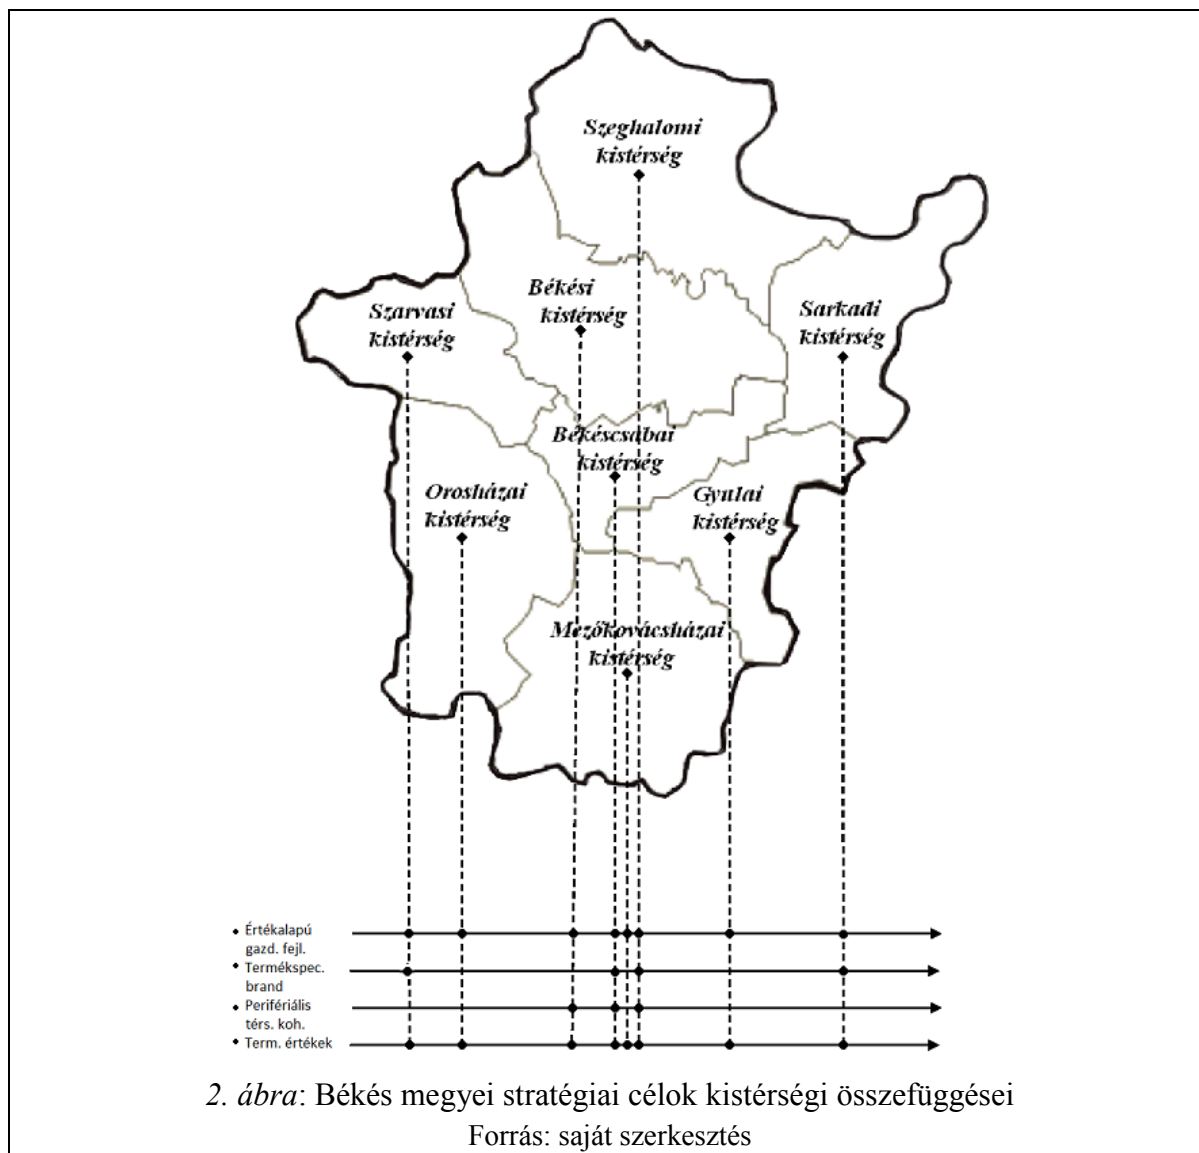 Szeghalomi
kistérség
Békési
kistérség
Szarvasi
kistérség
Sarkadi
kistérség
Békéscsabai
kistérség
Orosházai
kistérség
Gyulai
kistérség
Mezőkovácsházai
kistérség
• Értékalapú
gazd. fejl.
• Termékspec.
brand
• Perifériális
térs. koh.
• Term. értékek
2. ábra: Békés megyei stratégiai célok kistérségi összefüggései
Forrás: saját szerkesztés